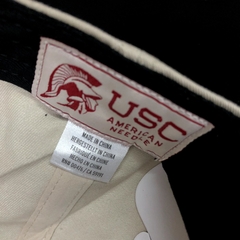 USC
AMERICAN
NEEDLE
MADE IN CHINA
HERGESTELLT IN CHINA
FABRIQUÉ EN CHINE
HECHO EN CHINA